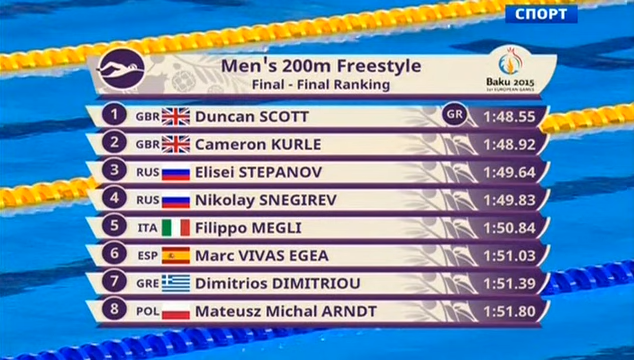 СПОРТ
Men's 200m Freestyle
Final - Final Ranking
Baku 2015
1st EUROPEAN GAMES
1 GBR Duncan SCOTT GR 1:48.55
2 GBR Cameron KURLE 1:48.92
3 RUS Elisei STEPANOV 1:49.64
4 RUS Nikolay SNEGIREV 1:49.83
5 ITA Filippo MEGLI 1:50.84
6 ESP Marc VIVAS EGEA 1:51.03
7 GRE Dimitrios DIMITRIOU 1:51.39
8 POL Mateusz Michal ARNDT 1:51.80